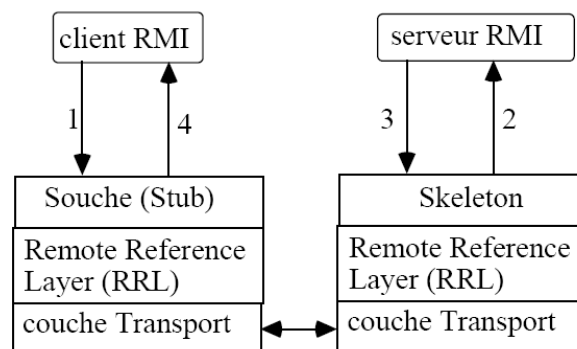 client RMI
serveur RMI
1
4
3
2
Souche (Stub)
Skeleton
Remote Reference
Layer (RRL)
Remote Reference
Layer (RRL)
couche Transport
couche Transport